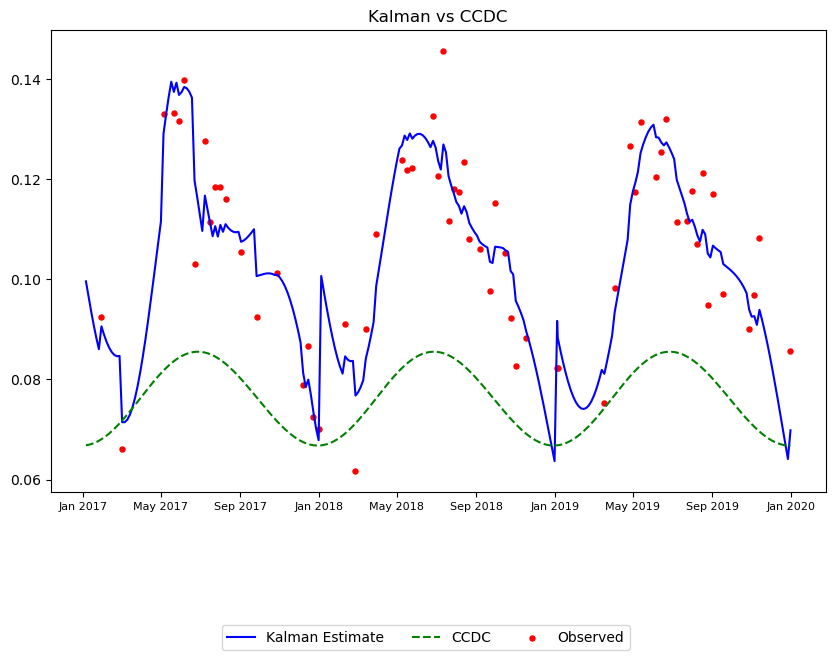 Kalman vs CCDC
0.14
0.12
0.10
0.08
0.06
Jan 2017 May 2017 Sep 2017 Jan 2018 May 2018 Sep 2018 Jan 2019 May 2019 Sep 2019 Jan 2020
Kalman Estimate CCDC Observed